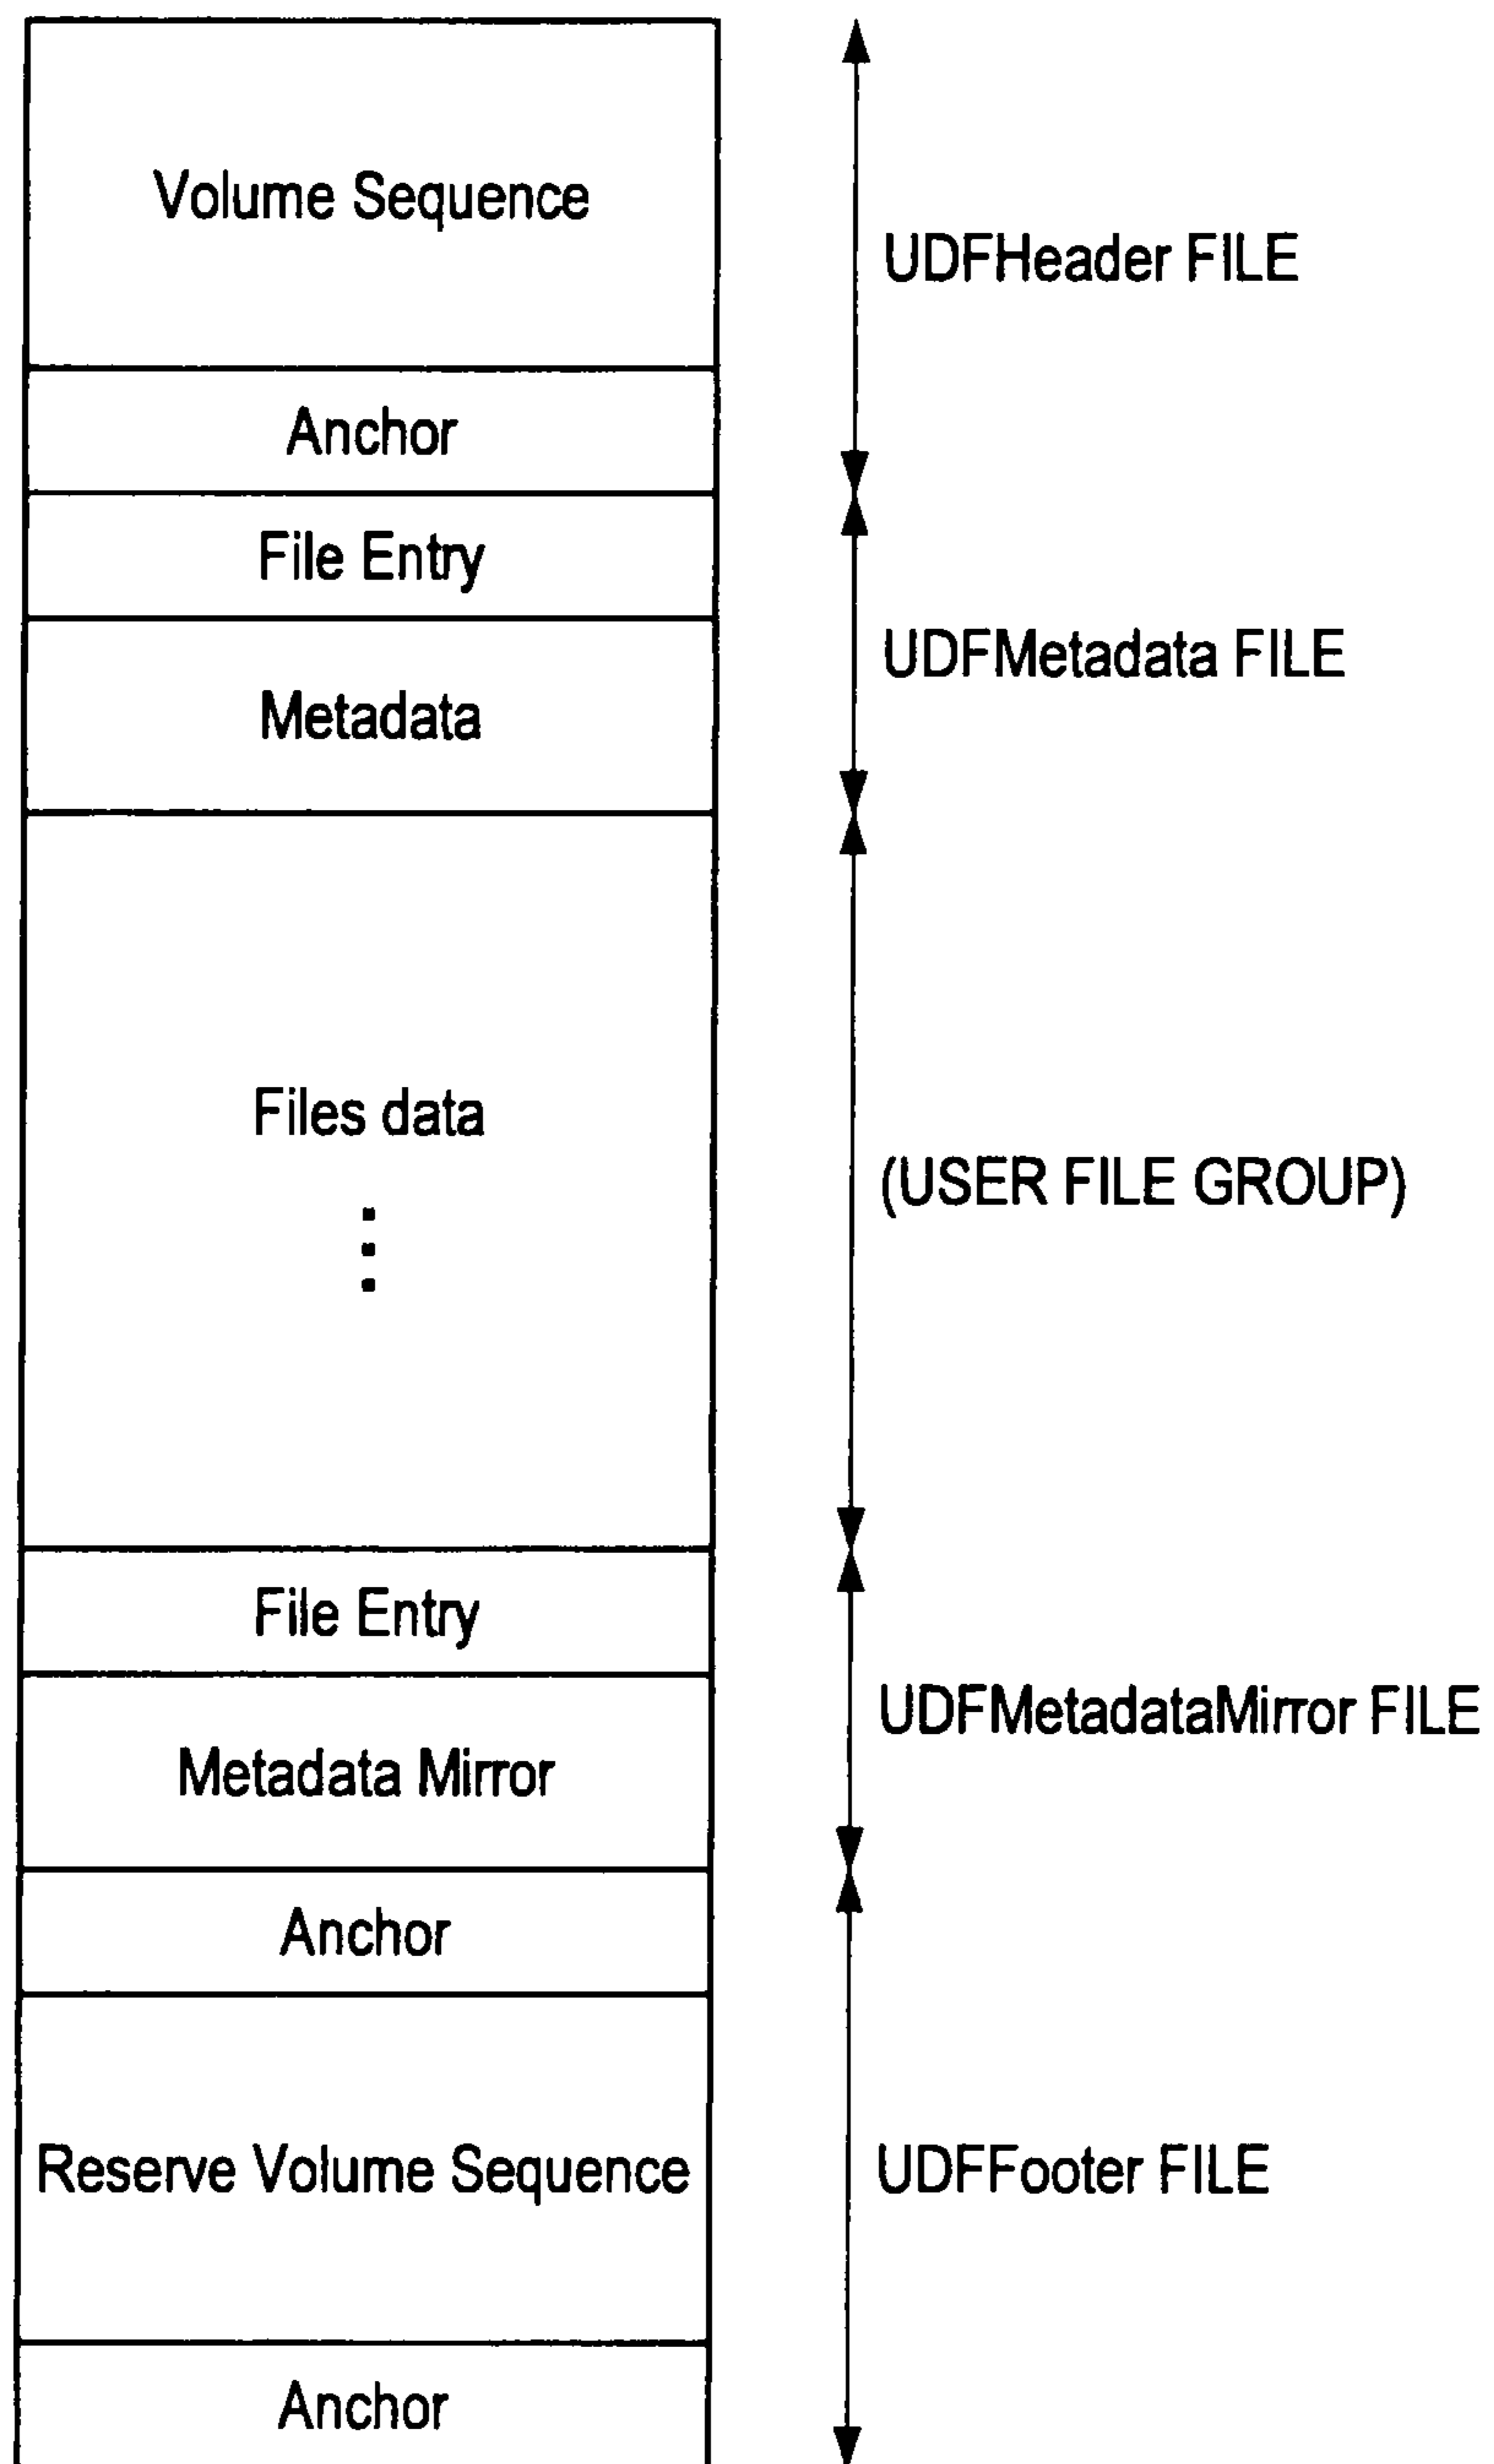 Volume Sequence
UDFHeader FILE
Anchor
File Entry
UDFMetadata FILE
Metadata
Files data
(USER FILE GROUP)
File Entry
UDFMetadataMirror FILE
Metadata Mirror
Anchor
Reserve Volume Sequence
UDFFooter FILE
Anchor